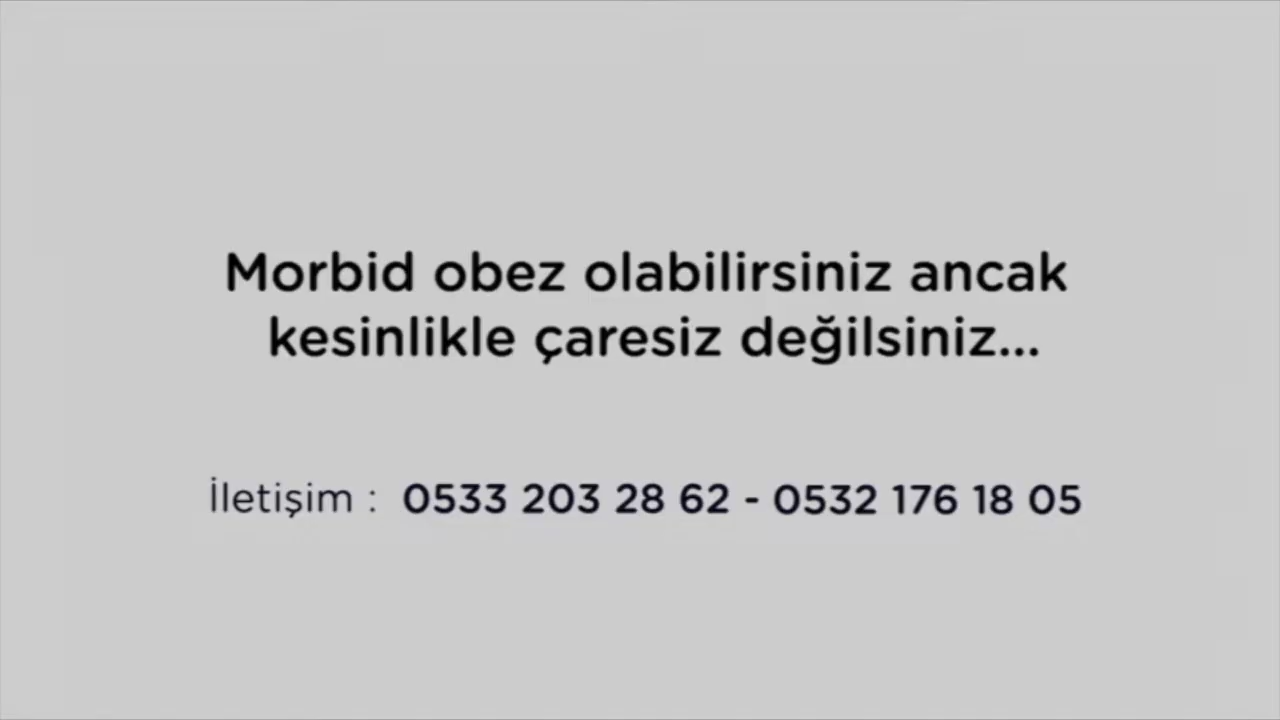 Morbid obez olabilirsiniz ancak
kesinlikle çaresiz değilsiniz...
İletişim : 0533 203 28 62 - 0532 176 18 05